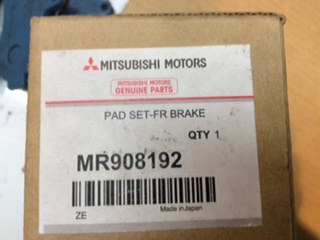 MITSUBISHI MOTORS
MITSUBISHI MOTORS
GENUINE PARTS
PAD SET-FR BRAKE
QTY 1
MR908192
ZE Made in Japan